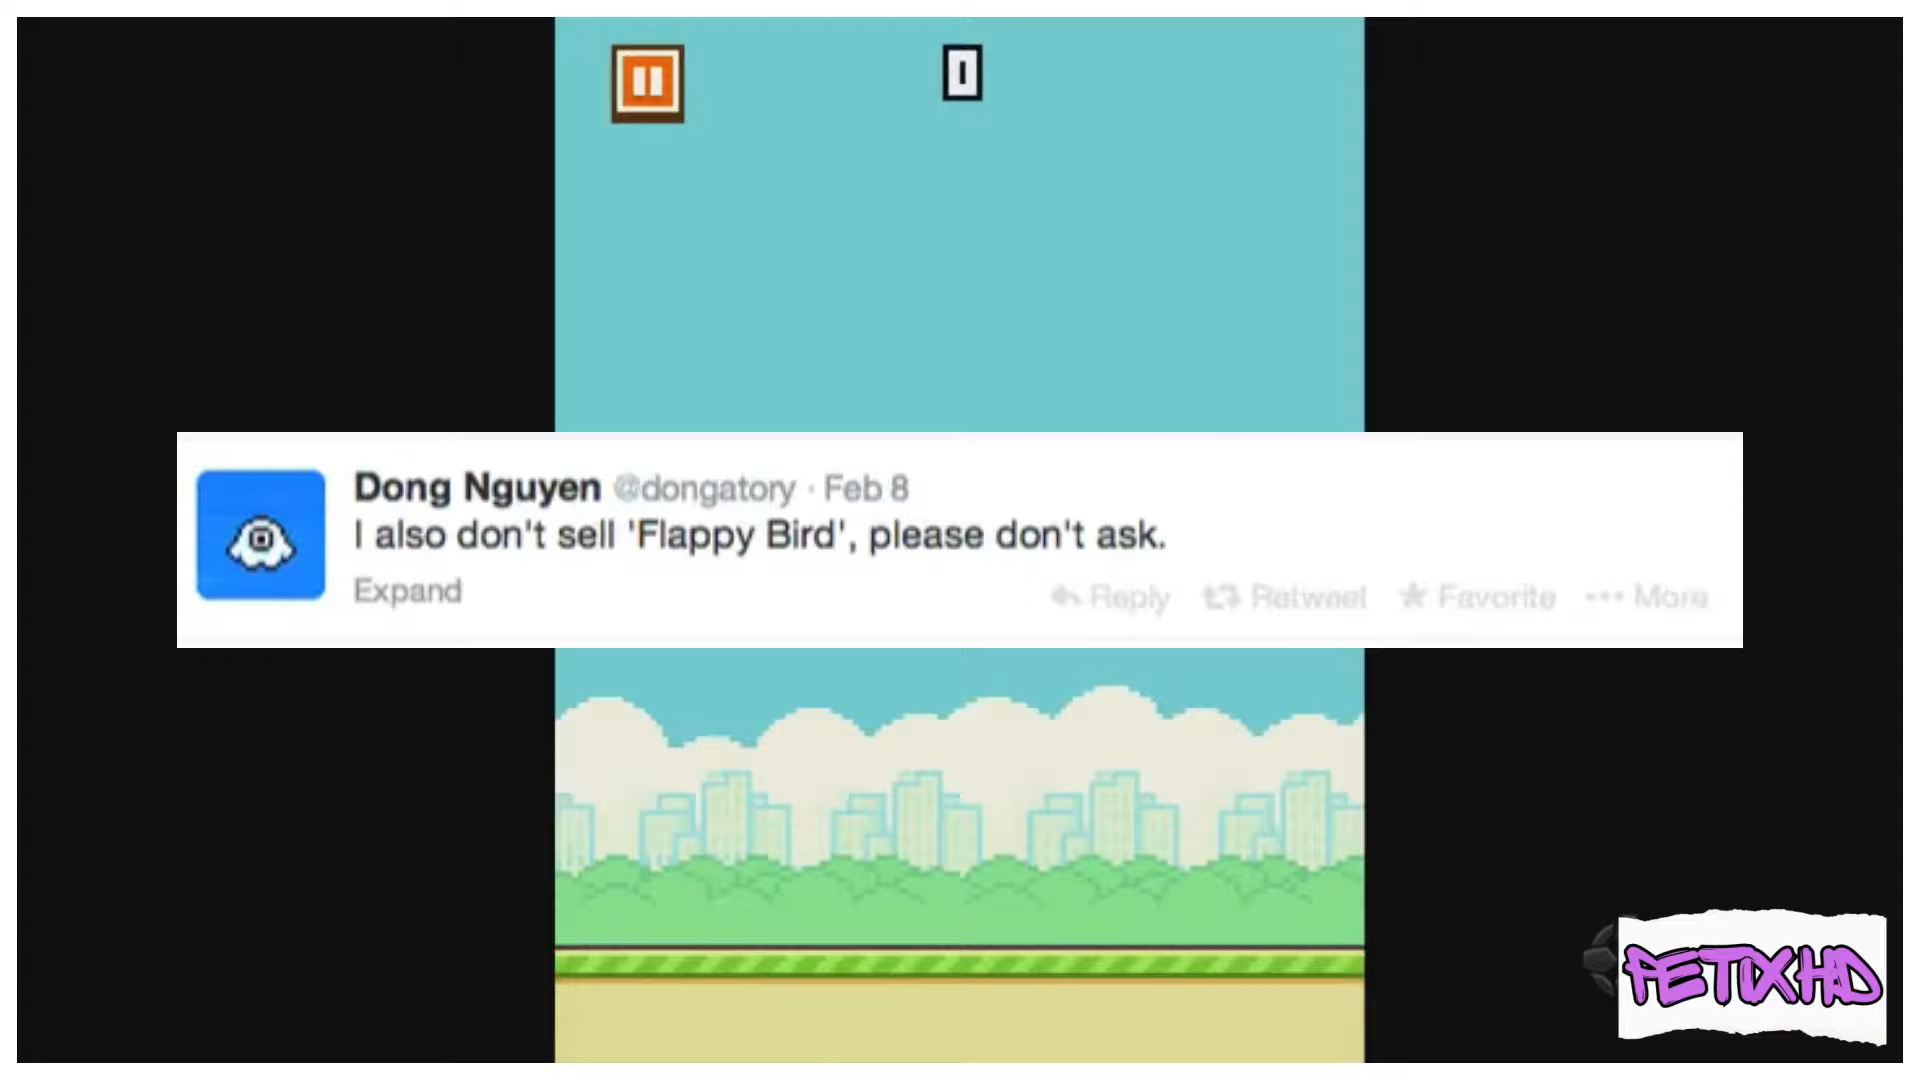 0
Dong Nguyen @dongatory · Feb 8
I also don't sell 'Flappy Bird', please don't ask.
Expand
Reply Retweet Favorite ••• More
PETIXHD